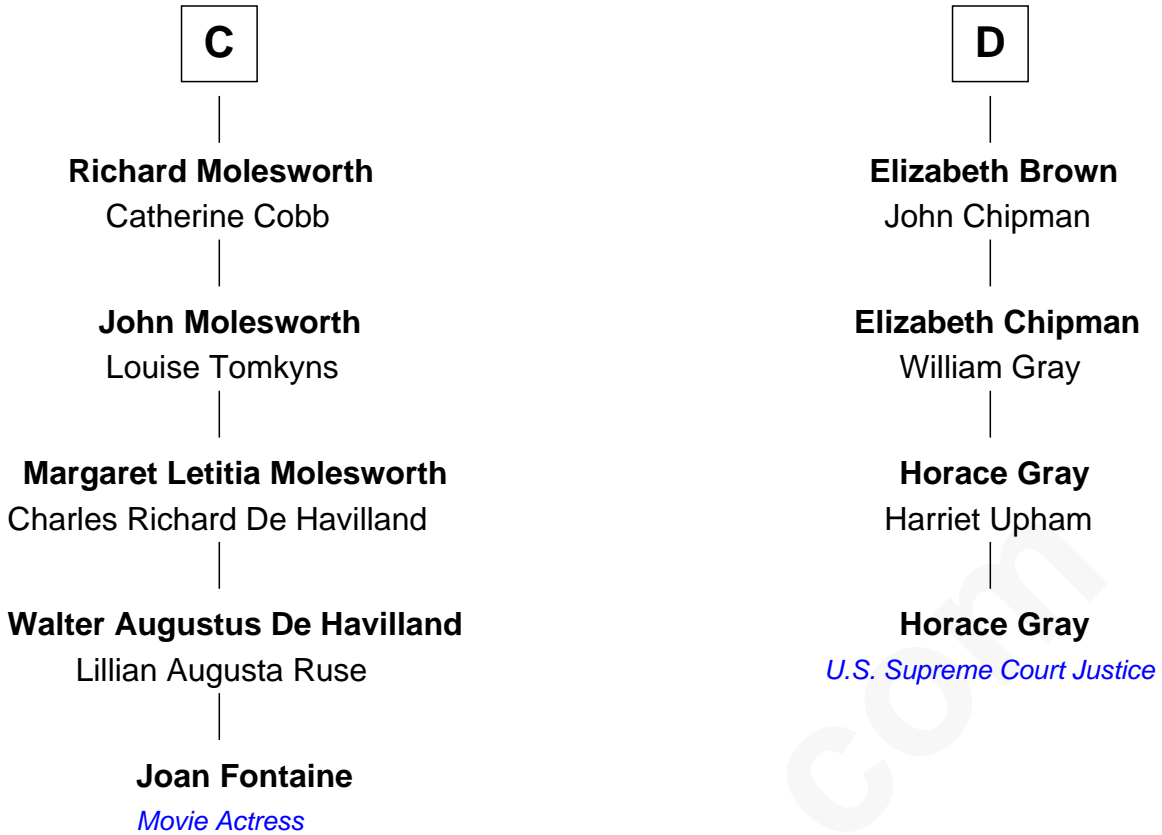 C
Richard Molesworth
Catherine Cobb
John Molesworth
Louise Tomkyns
Margaret Letitia Molesworth
Charles Richard De Havilland
Walter Augustus De Havilland
Lillian Augusta Ruse
Joan Fontaine
Movie Actress
D
Elizabeth Brown
John Chipman
Elizabeth Chipman
William Gray
Horace Gray
Harriet Upham
Horace Gray
U.S. Supreme Court Justice
com